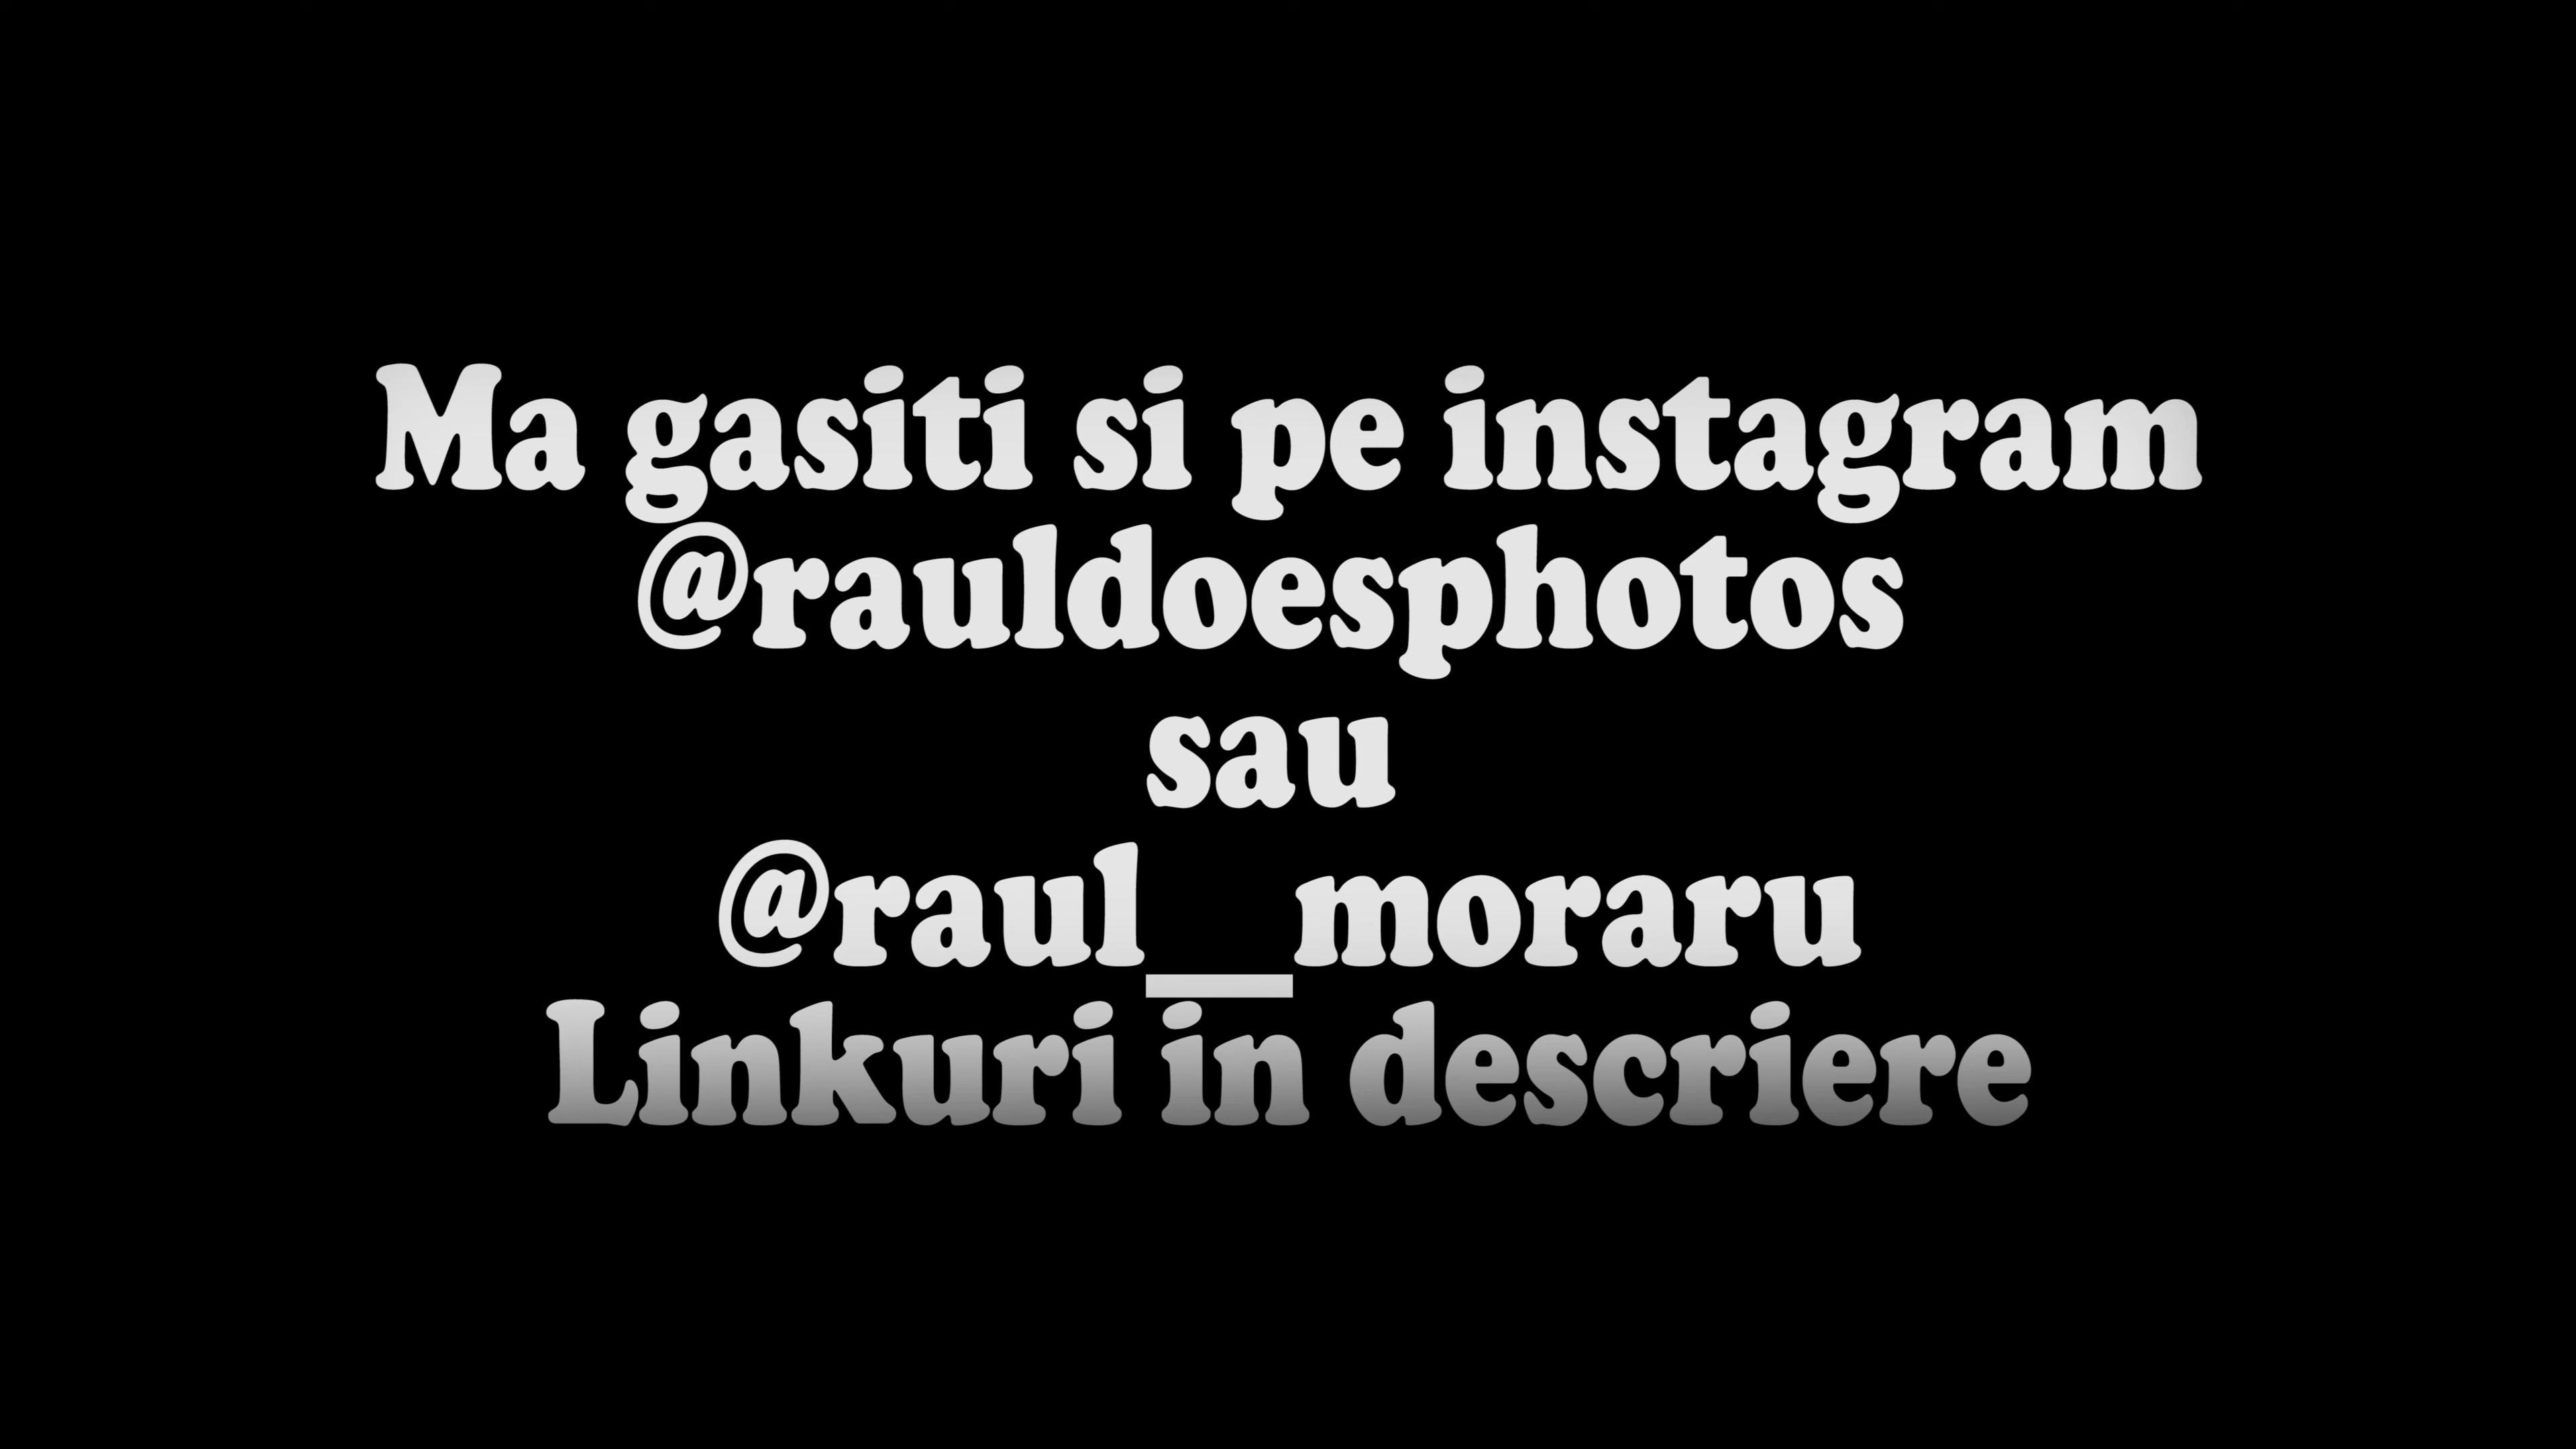 Ma gasiti si pe instagram
@rauldoesphotos
sau
@raul__moraru
Linkuri in descriere